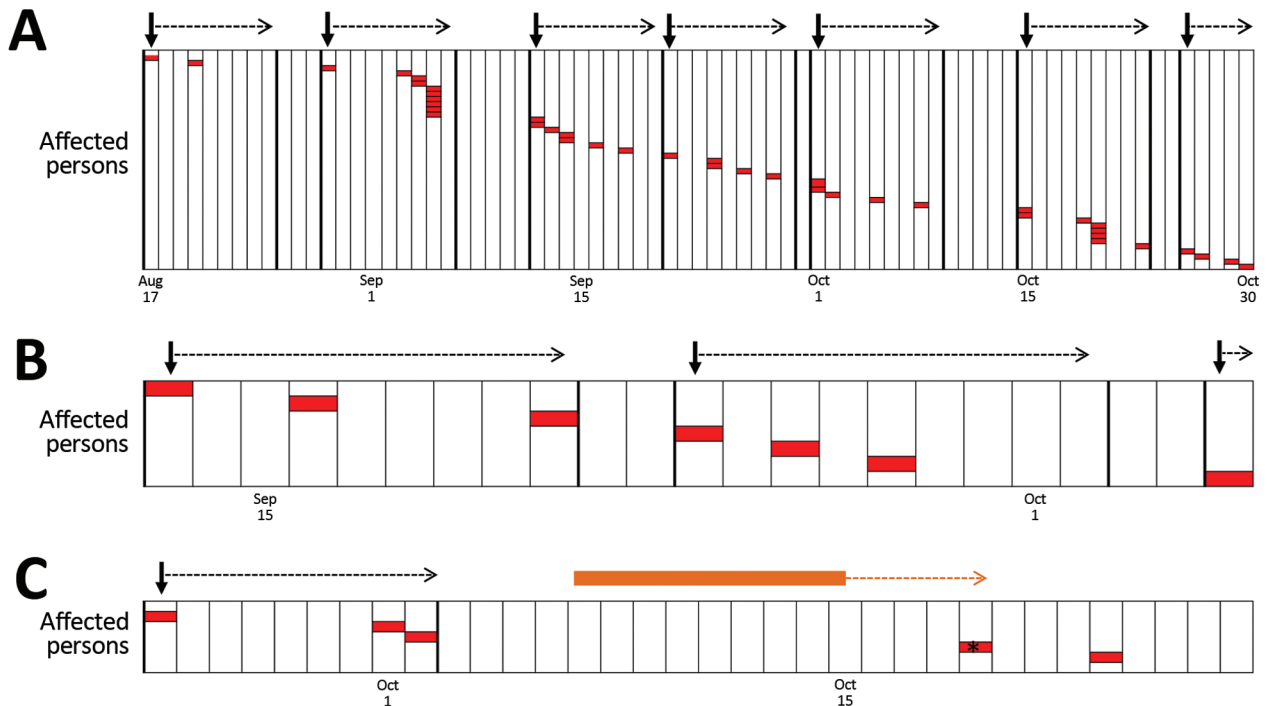 A
Affected
persons
Aug
17
Sep
1
Sep
15
Oct
1
Oct
15
Oct
30
B
Affected
persons
Sep
15
Oct
1
C
Affected
persons
*
Oct
1
Oct
15